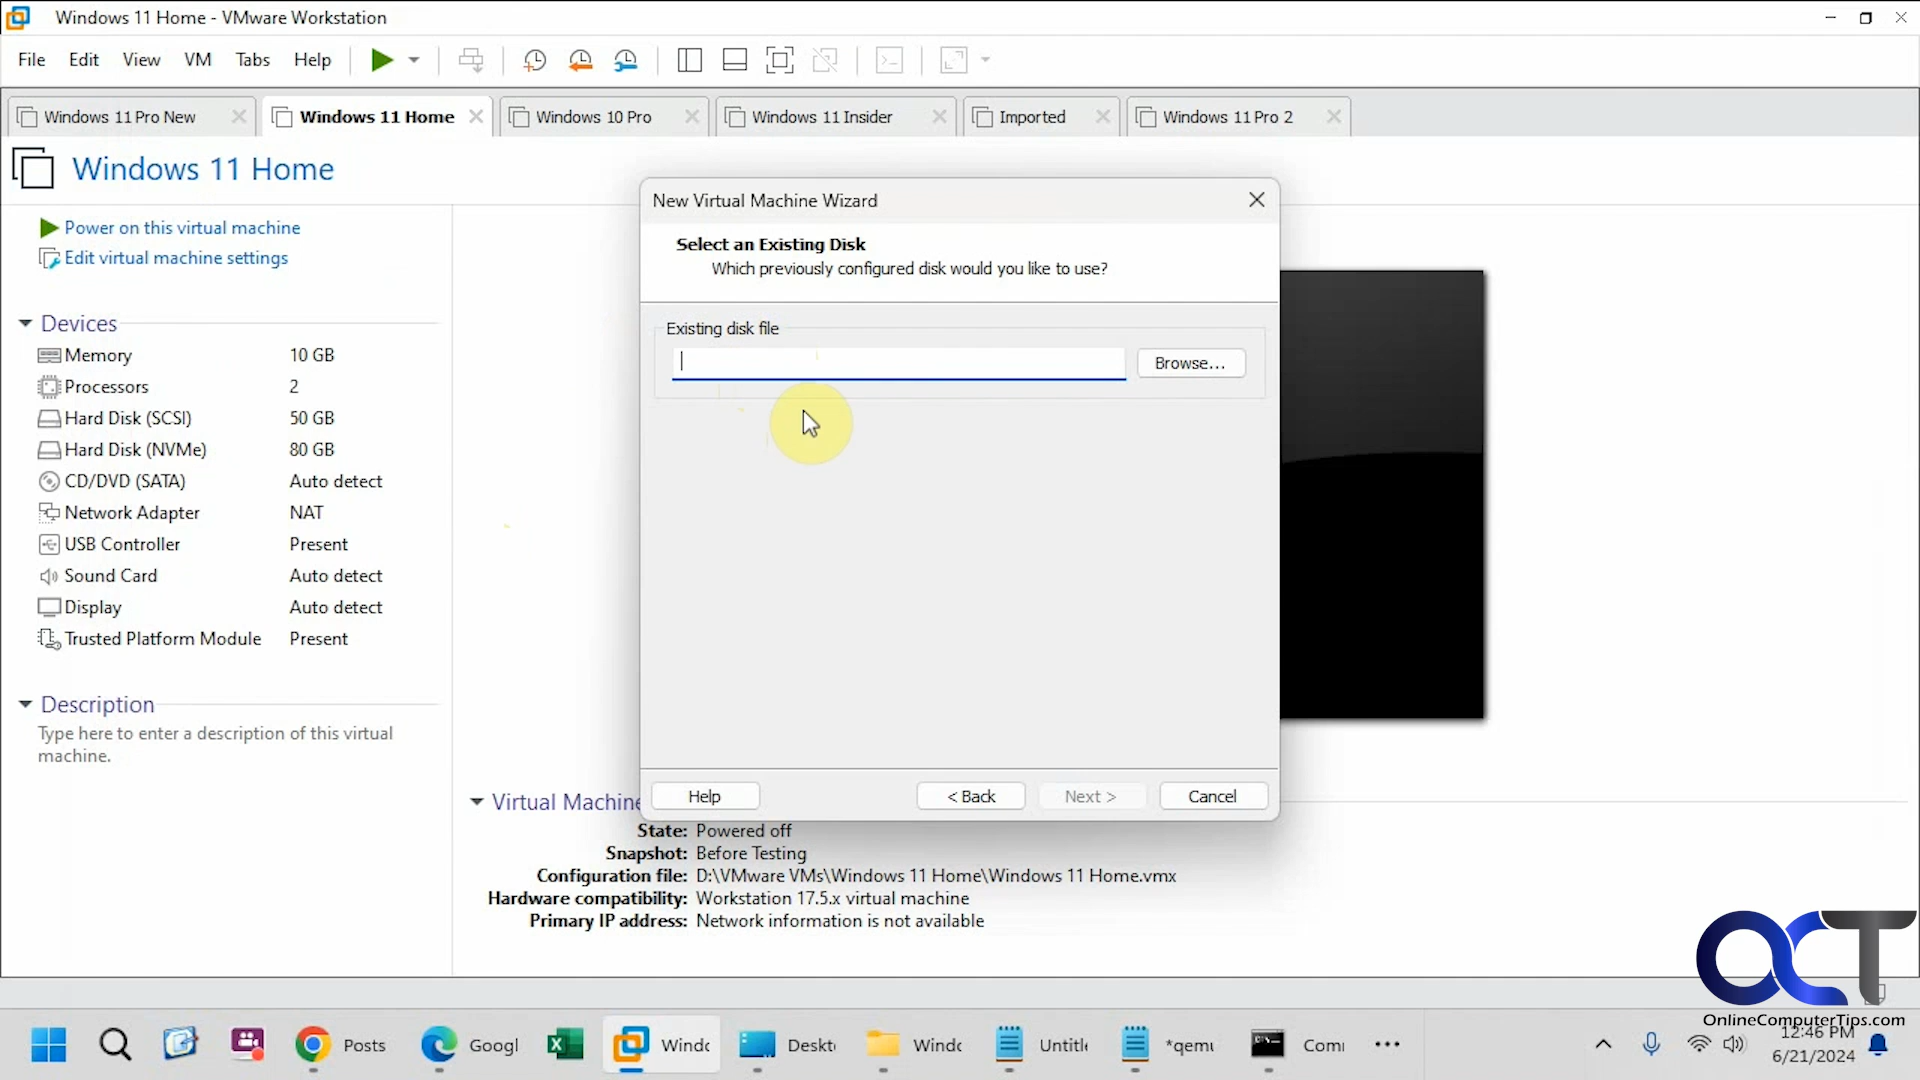 Windows 11 Home - VMware Workstation
File Edit View VM Tabs Help
Windows 11 Pro New
Windows 11 Home
Windows 10 Pro
Windows 11 Insider
Imported
Windows 11 Pro 2
Windows 11 Home
Power on this virtual machine
Edit virtual machine settings
Devices
Memory 10 GB
Processors 2
Hard Disk (SCSI) 50 GB
Hard Disk (NVMe) 80 GB
CD/DVD (SATA) Auto detect
Network Adapter NAT
USB Controller Present
Sound Card Auto detect
Display Auto detect
Trusted Platform Module Present
Description
Type here to enter a description of this virtual
machine.
New Virtual Machine Wizard
Select an Existing Disk
Which previously configured disk would you like to use?
Existing disk file
Browse...
Help
< Back
Next >
Cancel
Virtual Machine
State: Powered off
Snapshot: Before Testing
Configuration file: D:\VMware VMs\Windows 11 Home\Windows 11 Home.vmx
Hardware compatibility: Workstation 17.5.x virtual machine
Primary IP address: Network information is not available
OCT
OnlineComputerTips.com
Posts
Googl
Windo
Deskto
Windo
Untitle
*qemu
Comr
12:46 PM
6/21/2024